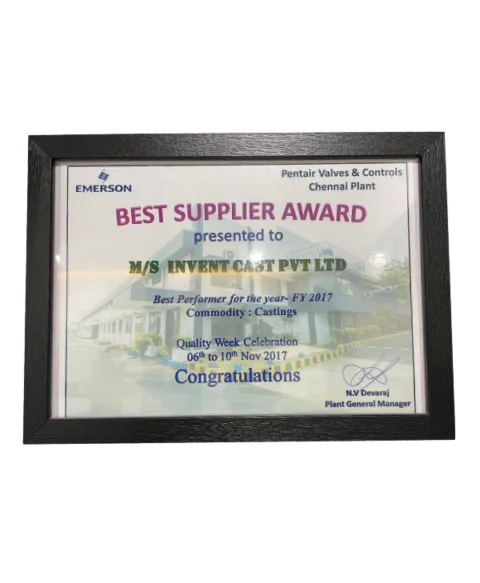 EMERSON
Pentair Valves & Controls
Chennai Plant
BEST SUPPLIER AWARD
presented to
M/S INVENT CAST PVT LTD
Best Performer for the year- FY 2017
Commodity : Castings
Quality Week Celebration
06th to 10th Nov 2017
Congratulations
N.V Devaraj
Plant General Manager